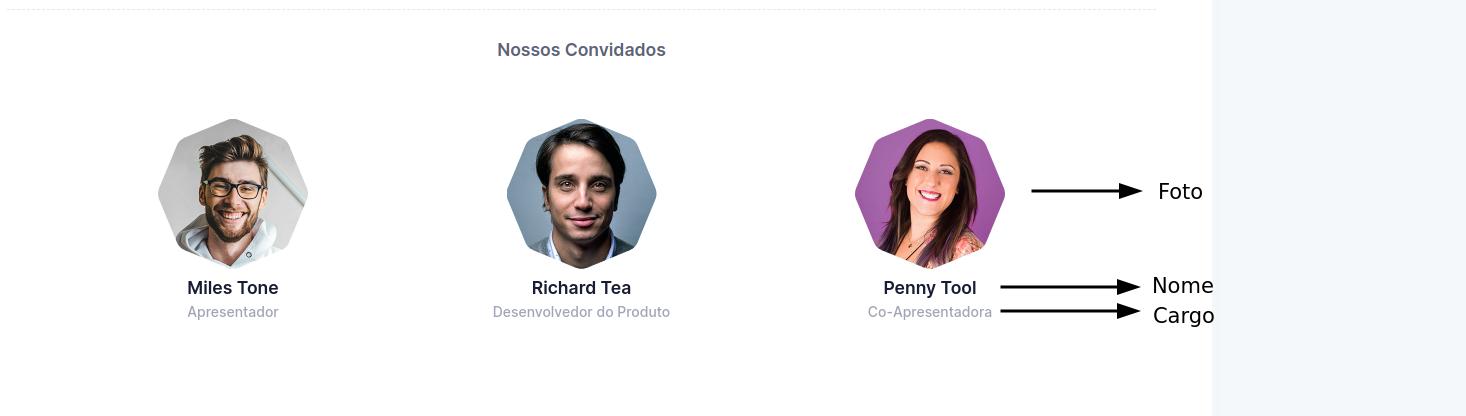 Nossos Convidados
Foto
Miles Tone
Richard Tea
Penny Tool
Nome
Apresentador
Desenvolvedor do Produto
Co-Apresentadora
Cargo